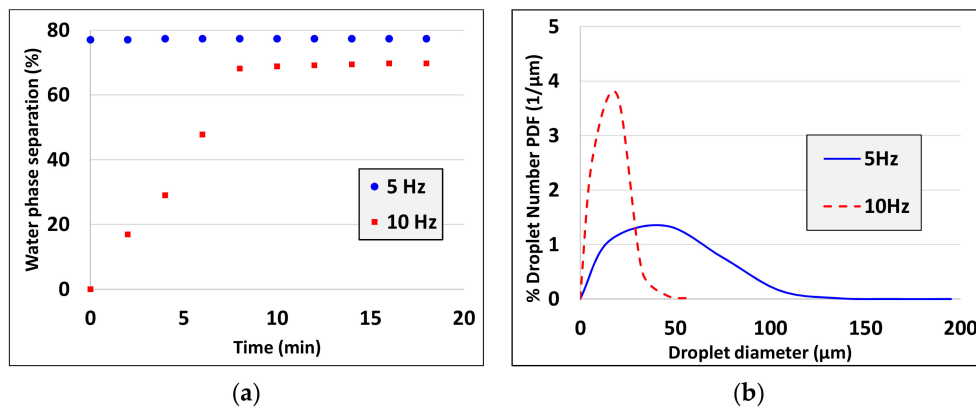 Water phase separation (%)
80
60
40
20
0
0
5
10
15
20
Time (min)
5 Hz
10 Hz
(a)
% Droplet Number PDF (1/μm)
5
4
3
2
1
0
0
50
100
150
200
Droplet diameter (μm)
5Hz
10Hz
(b)